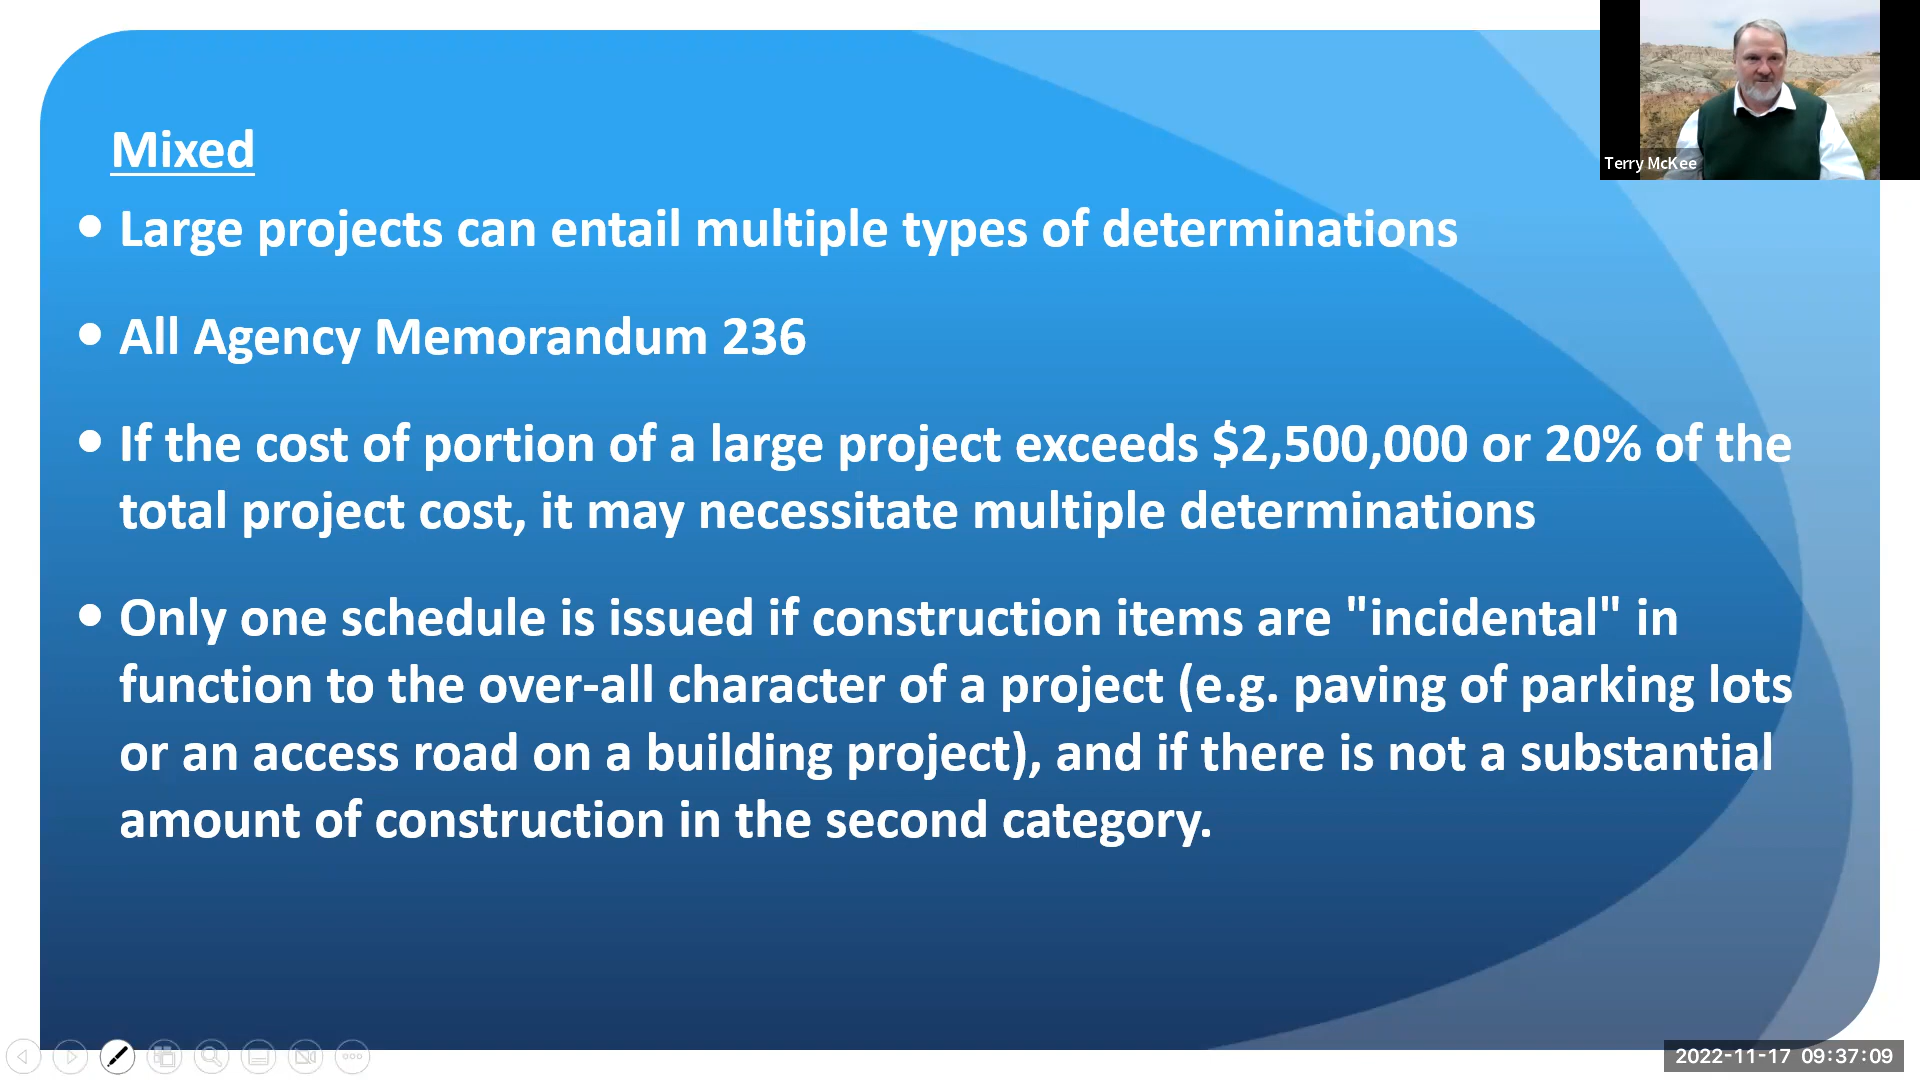 Mixed
Large projects can entail multiple types of determinations
All Agency Memorandum 236
If the cost of portion of a large project exceeds $2,500,000 or 20% of the
total project cost, it may necessitate multiple determinations
Only one schedule is issued if construction items are "incidental" in
function to the over-all character of a project (e.g. paving of parking lots
or an access road on a building project), and if there is not a substantial
amount of construction in the second category.
Terry McKee
2022-11-17 09:37:09